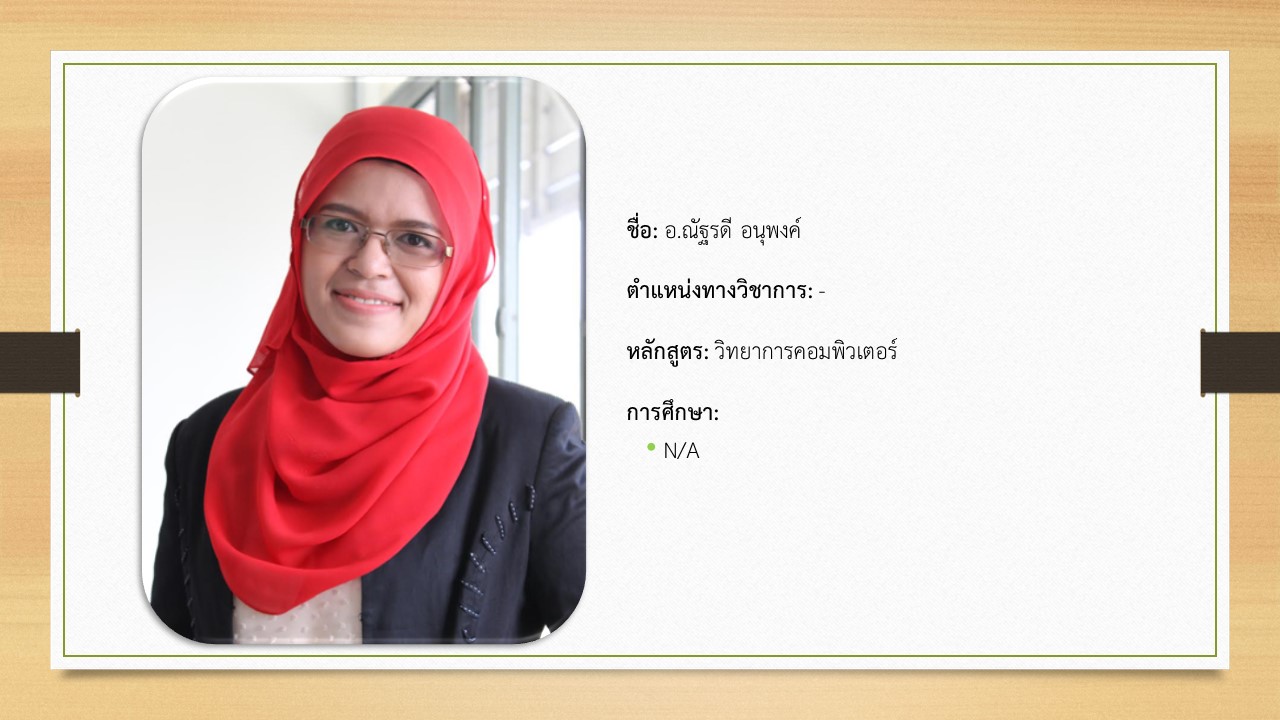 ชื่อ: อ.ณัฐรดี อนุพงค์
ตำแหน่งทางวิชาการ: -
หลักสูตร: วิทยาการคอมพิวเตอร์
การศึกษา:
• N/A